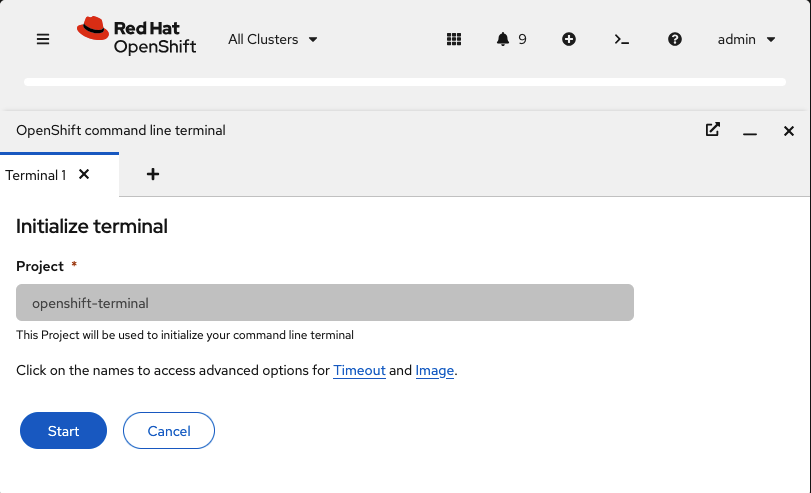 Red Hat
OpenShift
All Clusters
9
admin
OpenShift command line terminal
Terminal 1
Initialize terminal
Project *
openshift-terminal
This Project will be used to initialize your command line terminal
Click on the names to access advanced options for Timeout and Image.
Start
Cancel